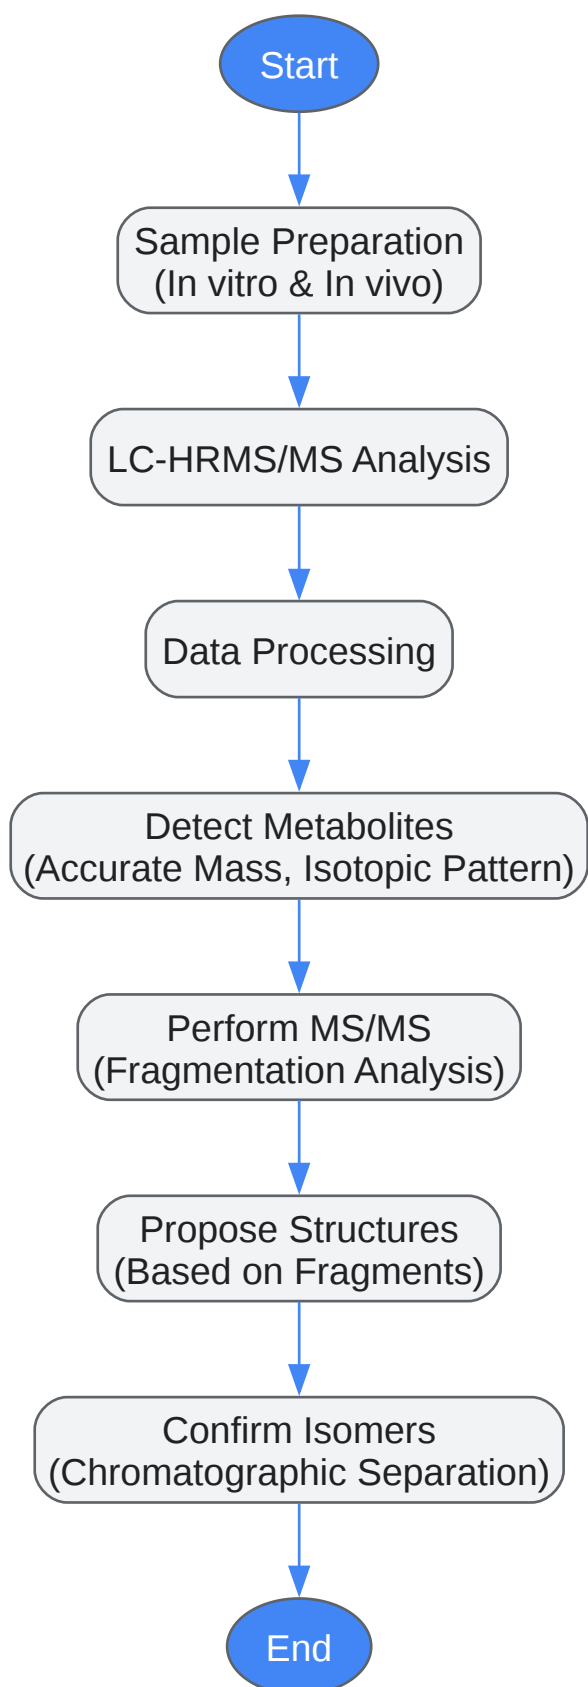 Start
Sample Preparation
(In vitro & In vivo)
LC-HRMS/MS Analysis
Data Processing
Detect Metabolites
(Accurate Mass, Isotopic Pattern)
Perform MS/MS
(Fragmentation Analysis)
Propose Structures
(Based on Fragments)
Confirm Isomers
(Chromatographic Separation)
End